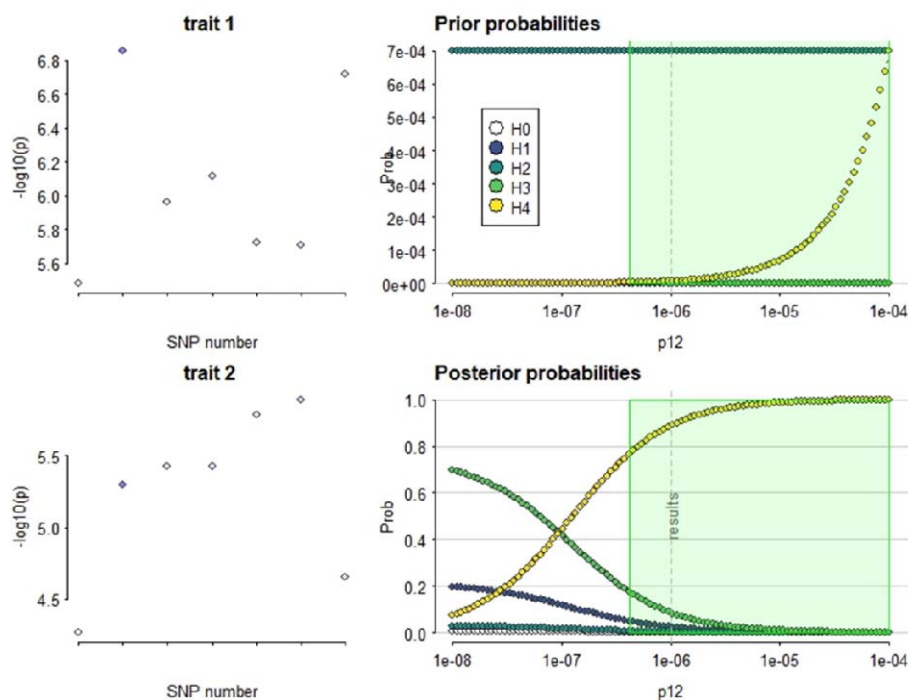 trait 1
-log10(p)
6.8
6.6
6.4
6.2
6.0
5.8
5.6
SNP number
Prior probabilities
Prob
7e-04
6e-04
5e-04
4e-04
3e-04
2e-04
1e-04
0e+00
H0
H1
H2
H3
H4
1e-08
1e-07
1e-06
1e-05
1e-04
p12
trait 2
-log10(p)
5.5
5.0
4.5
SNP number
Posterior probabilities
Prob
1.0
0.8
0.6
0.4
0.2
0.0
results
1e-08
1e-07
1e-06
1e-05
1e-04
p12